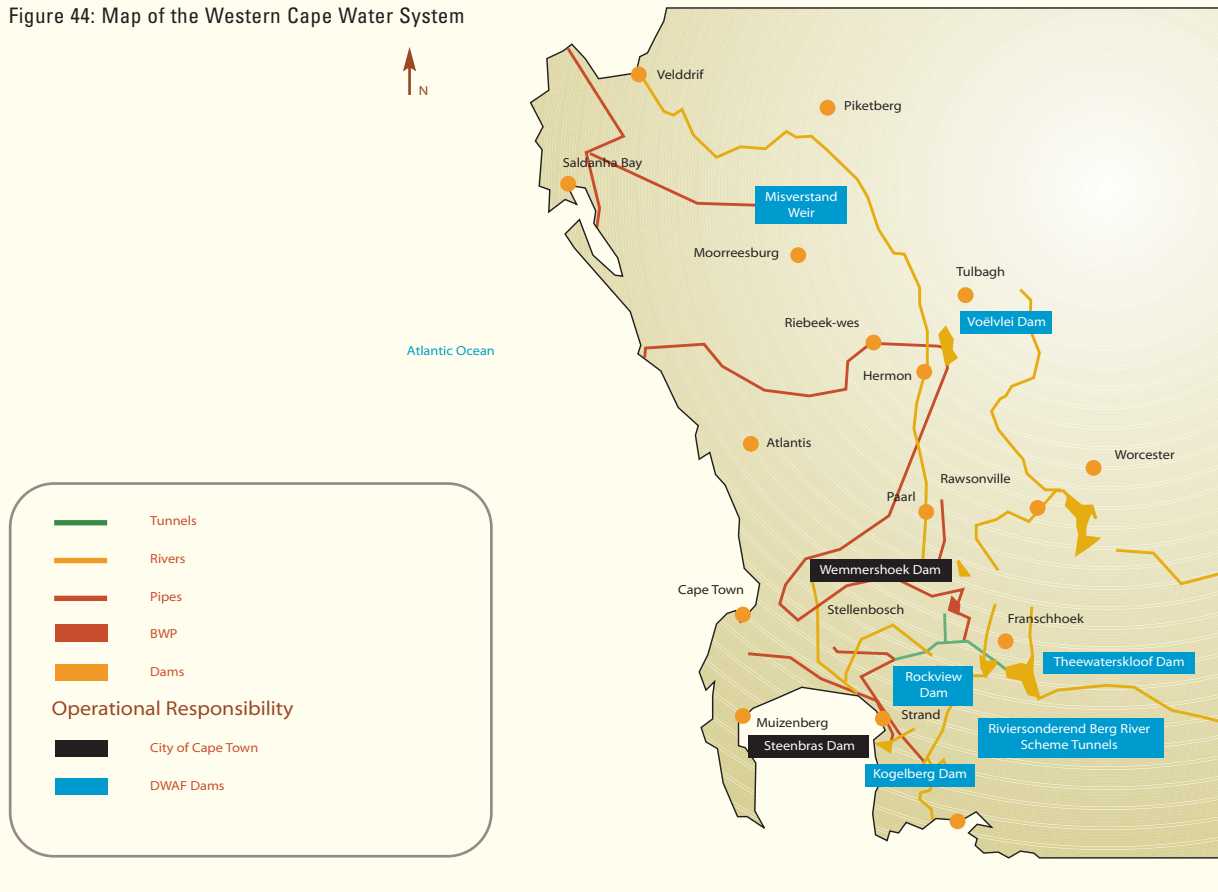 Figure 44: Map of the Western Cape Water System
N
Velddrif
Piketberg
Saldanha Bay
Misverstand
Weir
Moorreesburg
Tulbagh
Voëlvlei Dam
Riebeek-wes
Atlantic Ocean
Hermon
Atlantis
Worcester
Rawsonville
Paarl
Wemmershoek Dam
Cape Town
Stellenbosch
Franschhoek
Theewaterskloof Dam
Rockview
Dam
Strand
Muizenberg
Riviersonderend Berg River
Scheme Tunnels
Steenbras Dam
Kogelberg Dam
Tunnels
Rivers
Pipes
BWP
Dams
Operational Responsibility
City of Cape Town
DWAF Dams